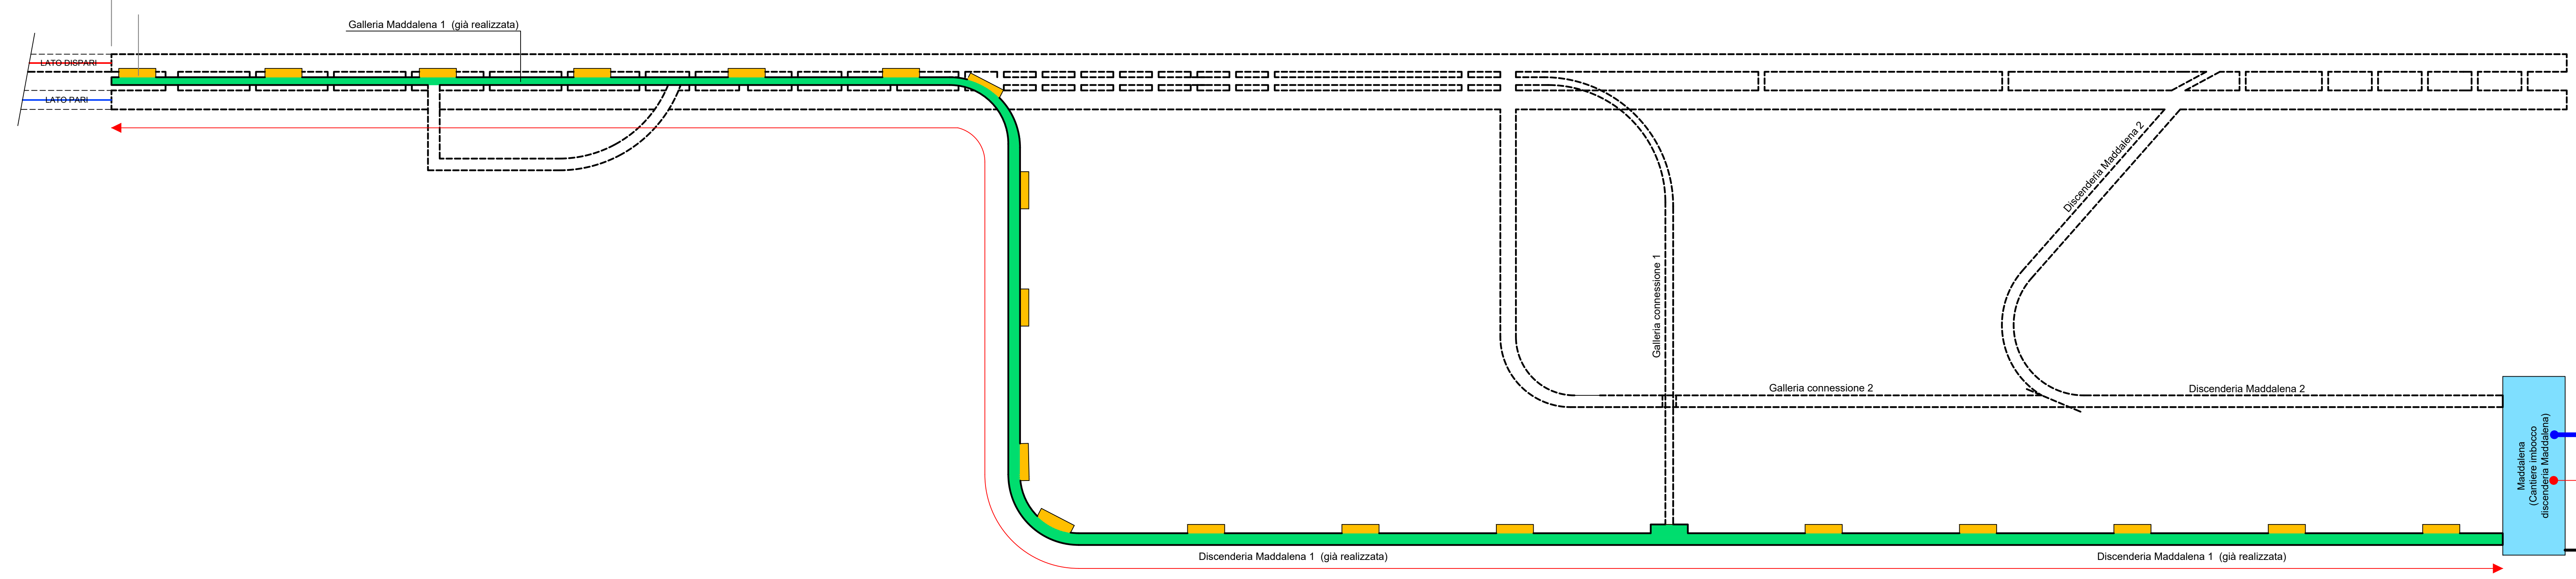 Galleria Maddalena 1  (già realizzata)
LATO DISPARI
LATO PARI
Discenderia Maddalena 2
Galleria connessione 1
Galleria connessione 2
Discenderia Maddalena 2
Maddalena
(Cantiere imbocco
discenderia Maddalena)
Discenderia Maddalena 1  (già realizzata)
Discenderia Maddalena 1  (già realizzata)